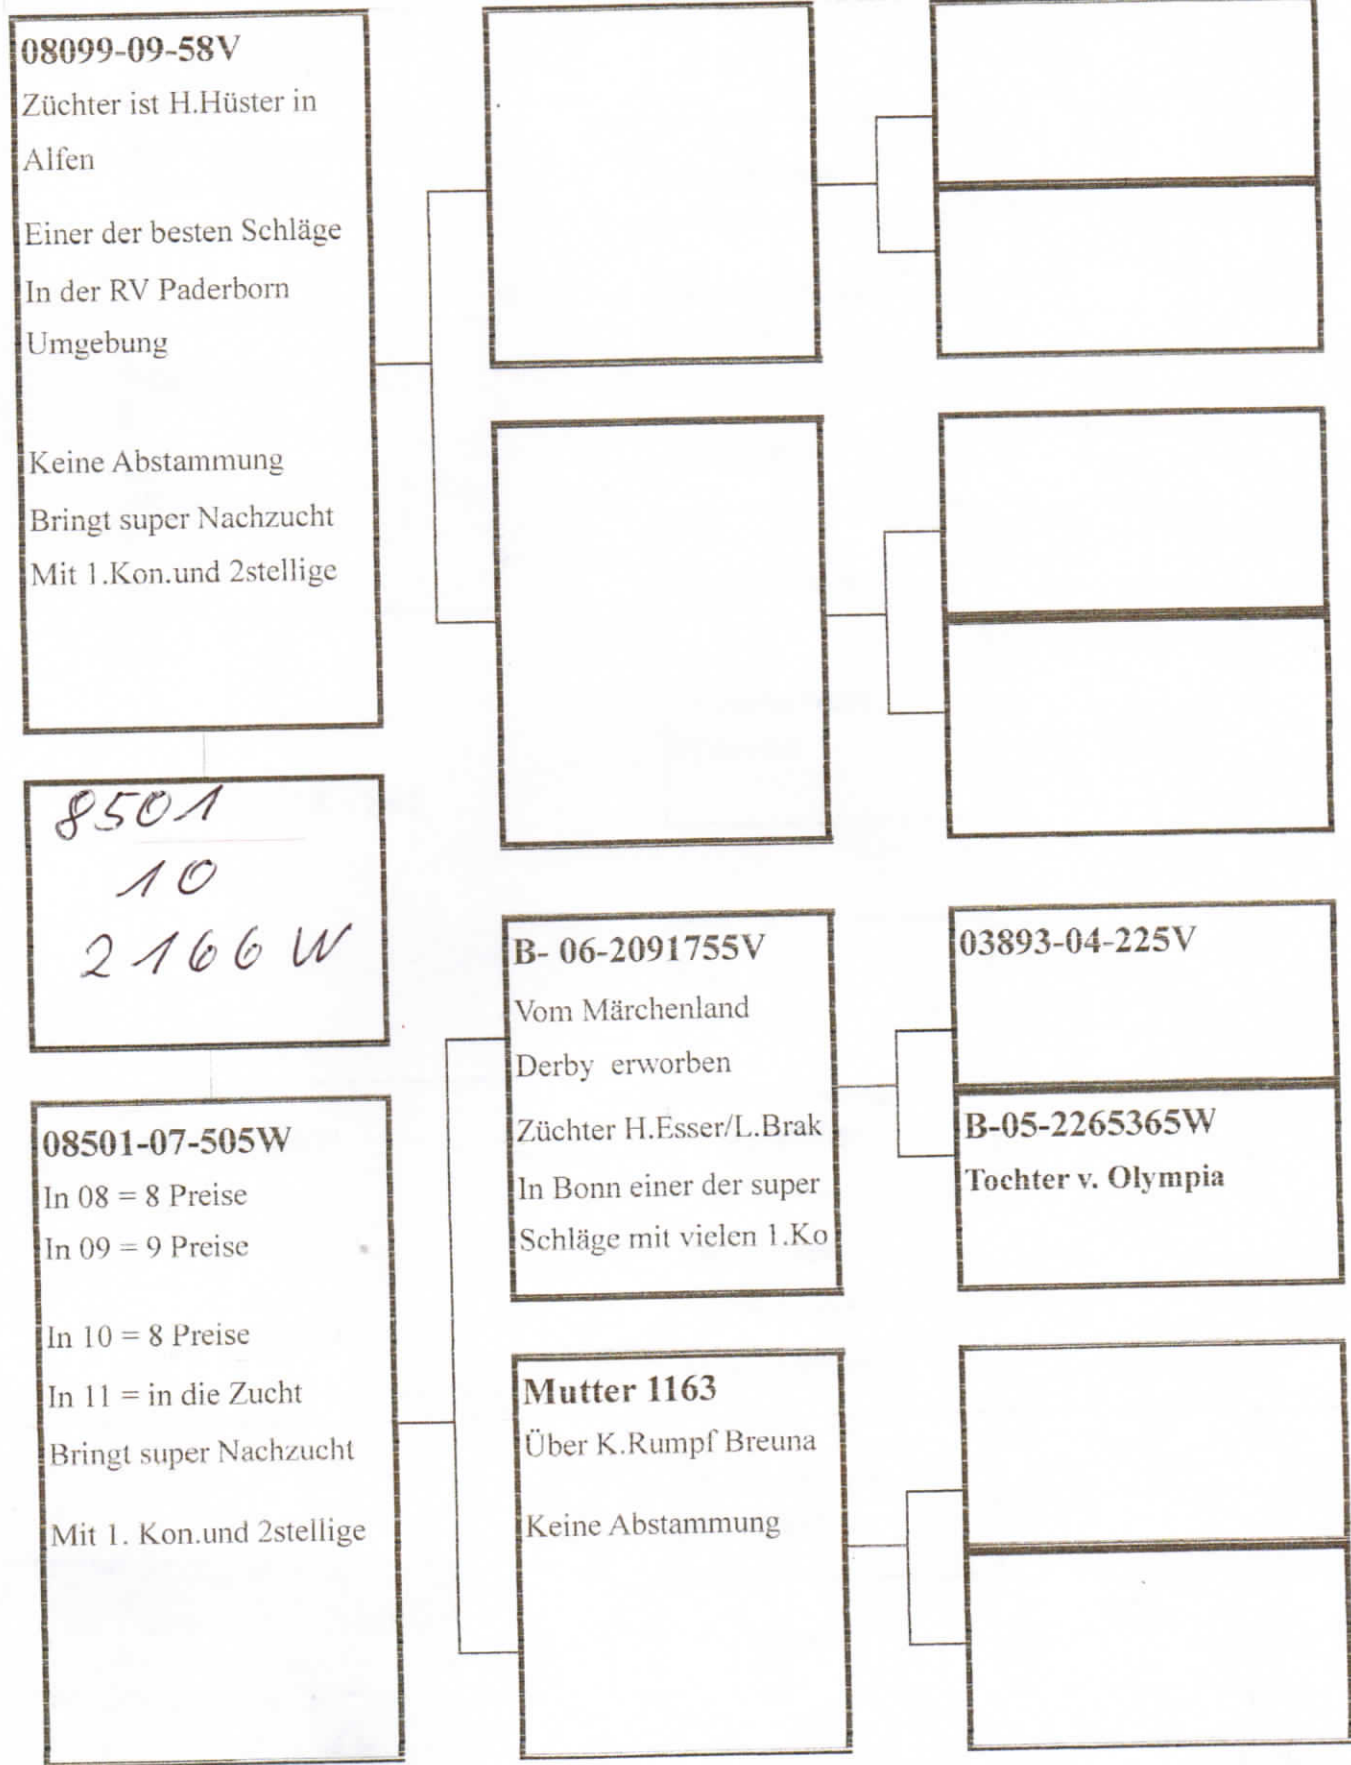 08099-09-58V
Züchter ist H.Hüster in
Alfen
Einer der besten Schläge
In der RV Paderborn
Umgebung
Keine Abstammung
Bringt super Nachzucht
Mit 1.Kon.und 2stellige
8501
10
2166 W
08501-07-505W
In 08 = 8 Preise
In 09 = 9 Preise
In 10 = 8 Preise
In 11 = in die Zucht
Bringt super Nachzucht
Mit 1. Kon.und 2stellige
B- 06-2091755V
Vom Märchenland
Derby erworben
Züchter H.Esser/L.Brak
In Bonn einer der super
Schläge mit vielen 1.Ko
Mutter 1163
Über K.Rumpf Breuna
Keine Abstammung
03893-04-225V
B-05-2265365W
Tochter v. Olympia